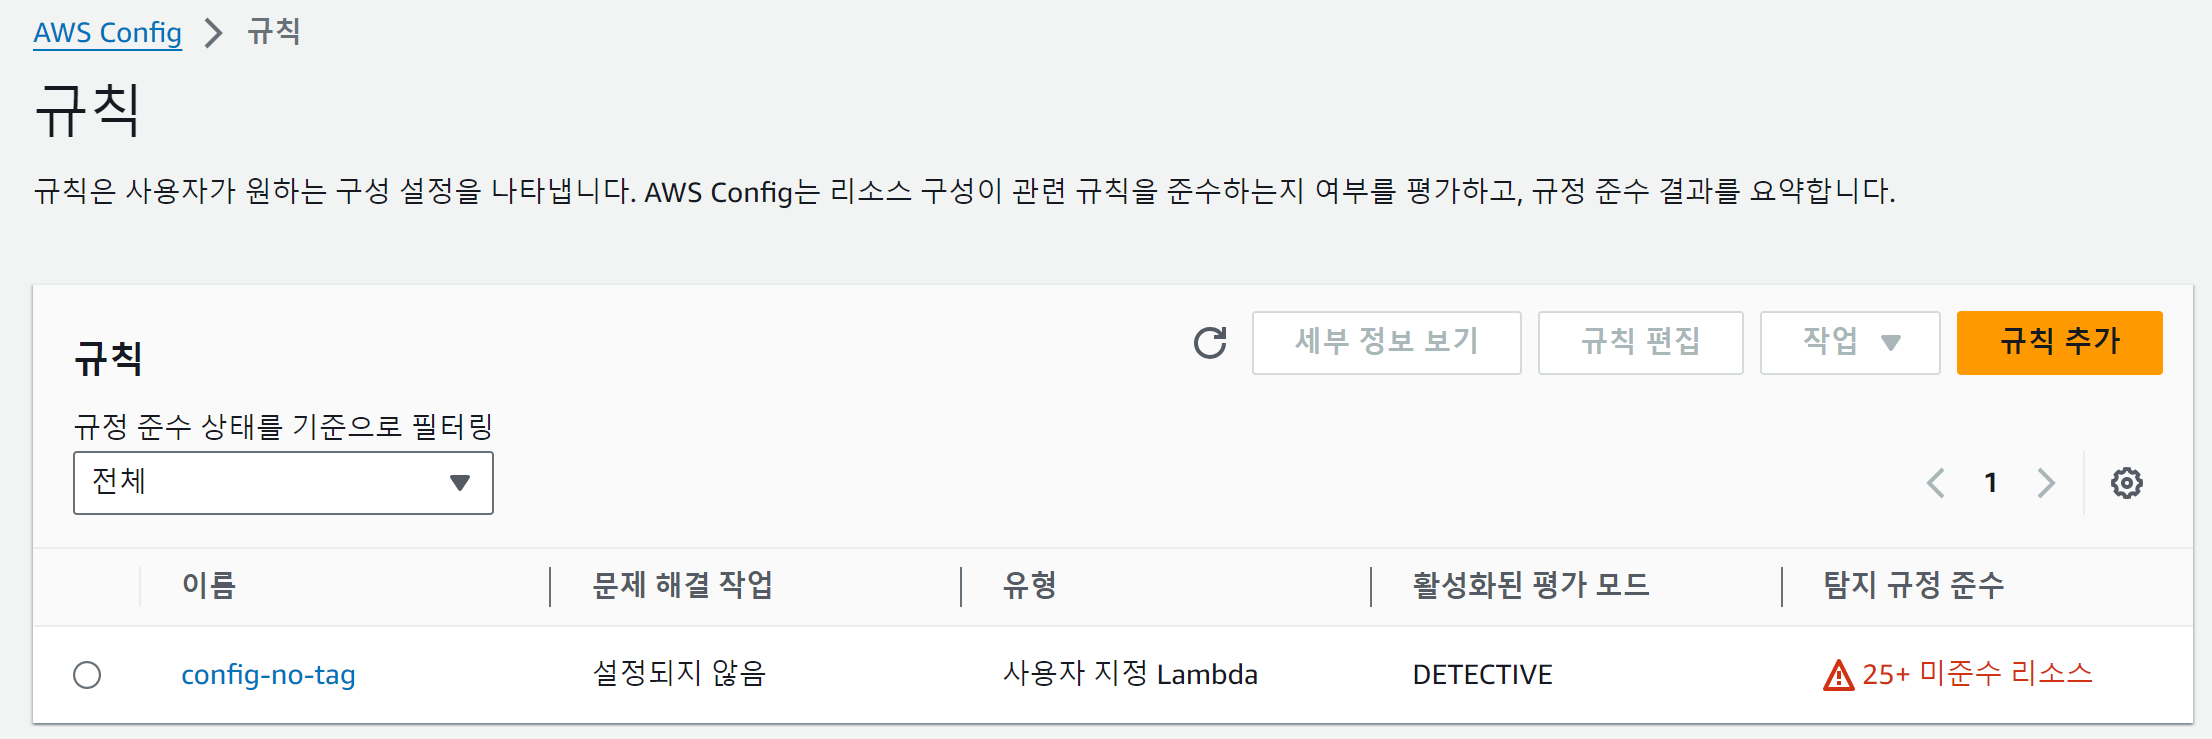 AWS Config > 규칙
규칙
규칙은 사용자가 원하는 구성 설정을 나타냅니다. AWS Config는 리소스 구성이 관련 규칙을 준수하는지 여부를 평가하고, 규정 준수 결과를 요약합니다.
규칙 세부 정보 보기 규칙 편집 작업 규칙 추가
규정 준수 상태를 기준으로 필터링
전체 1
이름 문제 해결 작업 유형 활성화된 평가 모드 탐지 규정 준수
config-no-tag 설정되지 않음 사용자 지정 Lambda DETECTIVE 25+ 미준수 리소스